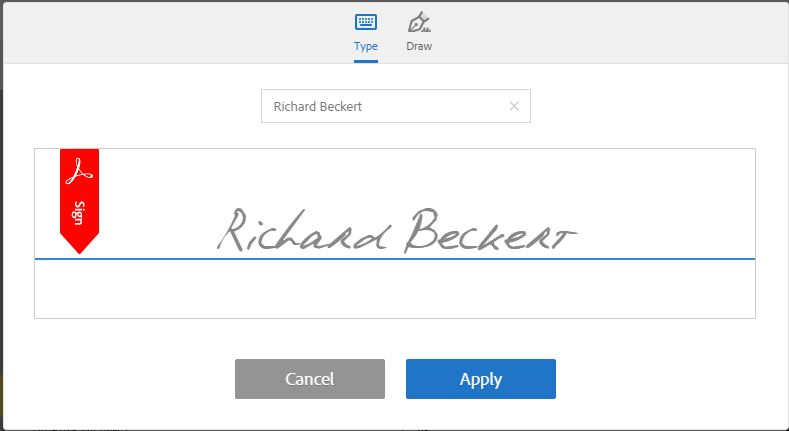 Type Draw
Richard Beckert
Sign
Richard Beckert
Cancel Apply